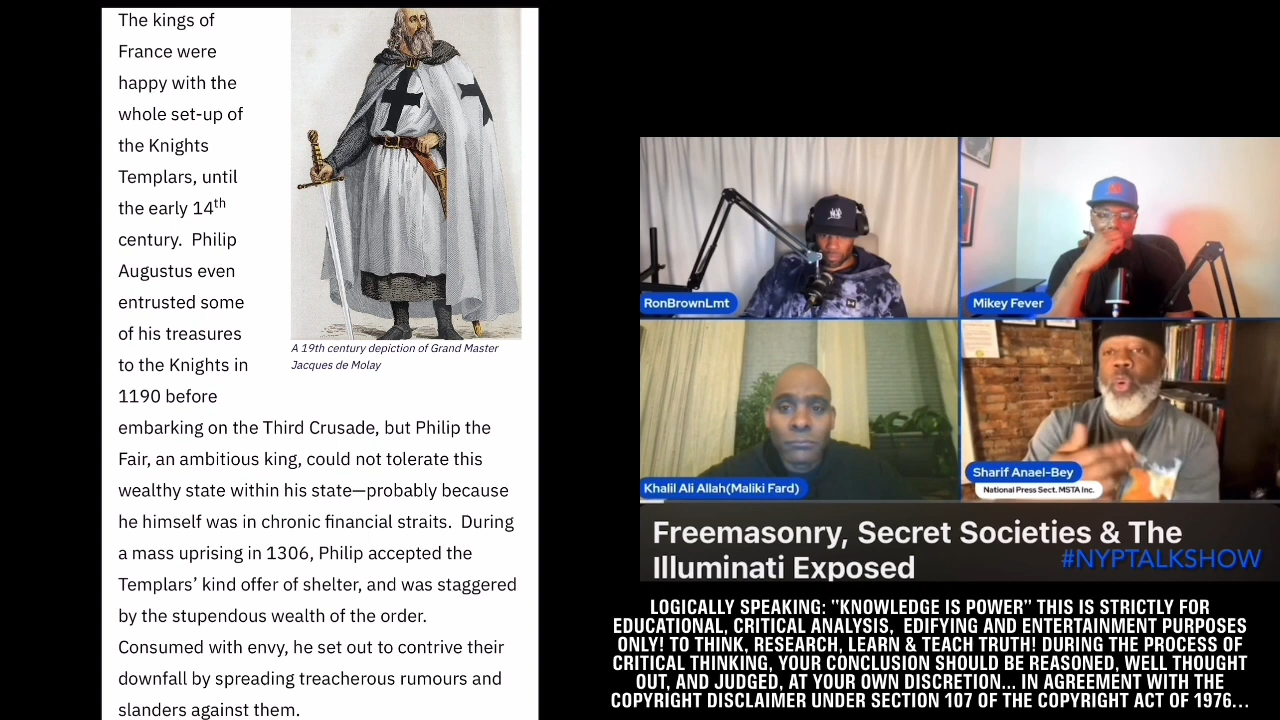 The kings of
France were
happy with the
whole set-up of
the Knights
Templars, until
the early 14th
century. Philip
Augustus even
entrusted some
of his treasures
to the Knights in
1190 before
embarking on the Third Crusade, but Philip the
Fair, an ambitious king, could not tolerate this
wealthy state within his state—probably because
he himself was in chronic financial straits. During
a mass uprising in 1306, Philip accepted the
Templars’ kind offer of shelter, and was staggered
by the stupendous wealth of the order.
Consumed with envy, he set out to contrive their
downfall by spreading treacherous rumours and
slanders against them.
A 19th century depiction of Grand Master
Jacques de Molay
RonBrownLmt
Mikey Fever
Khalil Ali Allah(Maliki Fard)
Sharif Anael-Bey
National Press Sect. MSTA Inc.
Freemasonry, Secret Societies & The
Illuminati Exposed
#NYPTALKSHOW
LOGICALLY SPEAKING: "KNOWLEDGE IS POWER" THIS IS STRICTLY FOR
EDUCATIONAL, CRITICAL ANALYSIS, EDIFYING AND ENTERTAINMENT PURPOSES
ONLY! TO THINK, RESEARCH, LEARN & TEACH TRUTH! DURING THE PROCESS OF
CRITICAL THINKING, YOUR CONCLUSION SHOULD BE REASONED, WELL THOUGHT
OUT, AND JUDGED, AT YOUR OWN DISCRETION... IN AGREEMENT WITH THE
COPYRIGHT DISCLAIMER UNDER SECTION 107 OF THE COPYRIGHT ACT OF 1976...